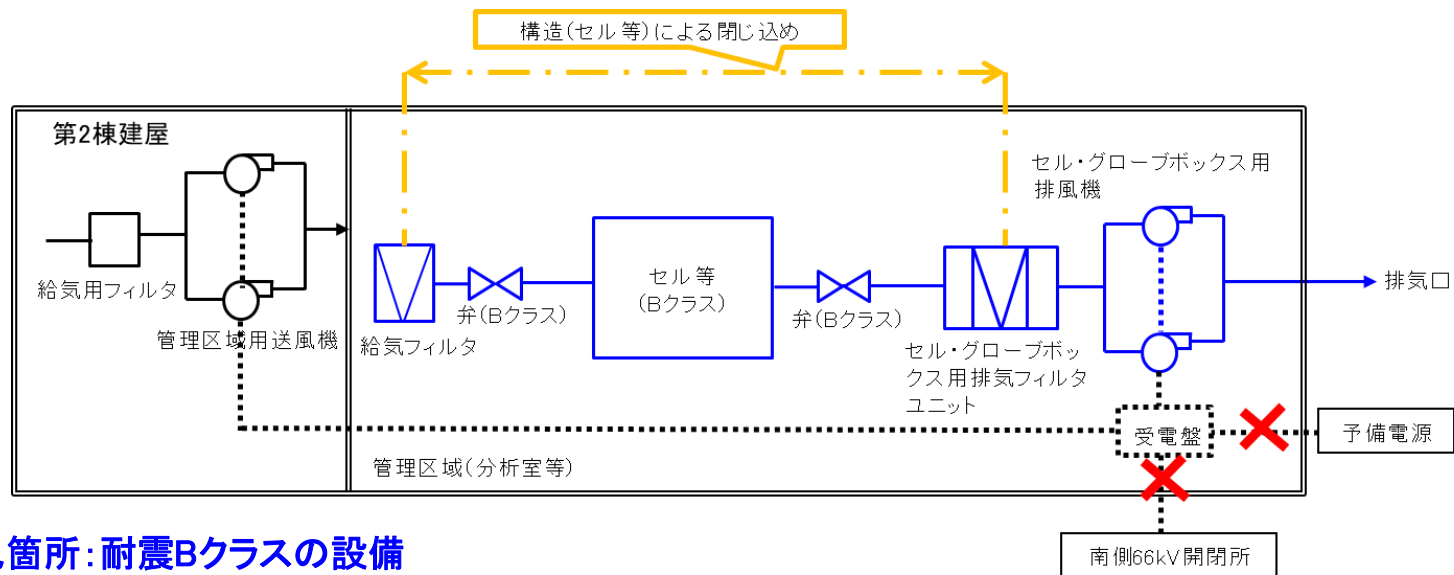 構造(セル等)による閉じ込め
第2棟建屋
給気用フィルタ
管理区域用送風機
給気フィルタ
弁(Bクラス)
セル等
(Bクラス)
弁(Bクラス)
セル・グローブボッ
クス用排気フィルタ
ユニット
セル・グローブボックス用
排風機
排気口
受電盤
予備電源
管理区域(分析室等)
南側66kV開閉所
箇所:耐震Bクラスの設備